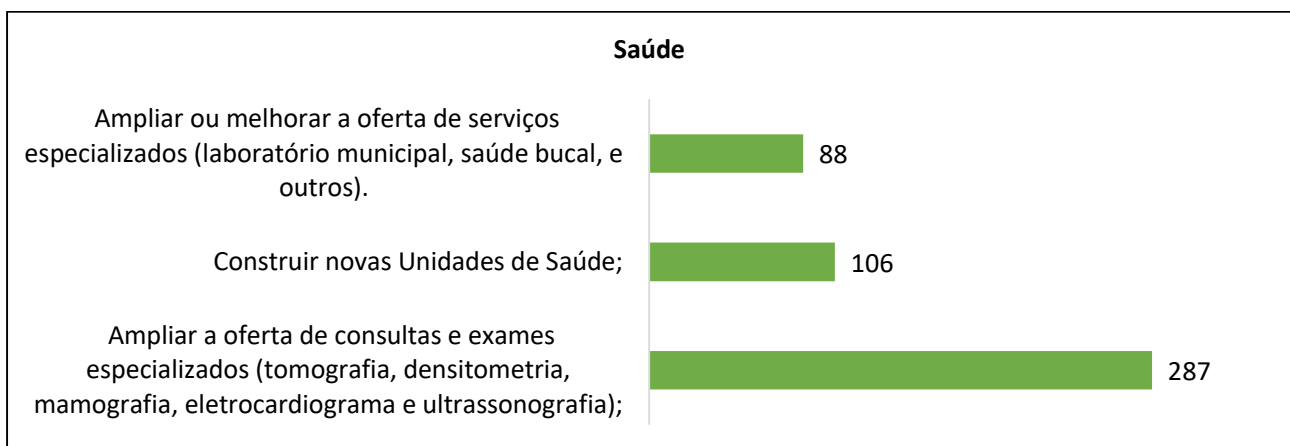 Saúde
Ampliar ou melhorar a oferta de serviços
especializados (laboratório municipal, saúde bucal, e
outros).
88
Construir novas Unidades de Saúde;
106
Ampliar a oferta de consultas e exames
especializados (tomografia, densitometria,
mamografia, eletrocardiograma e ultrassonografia);
287